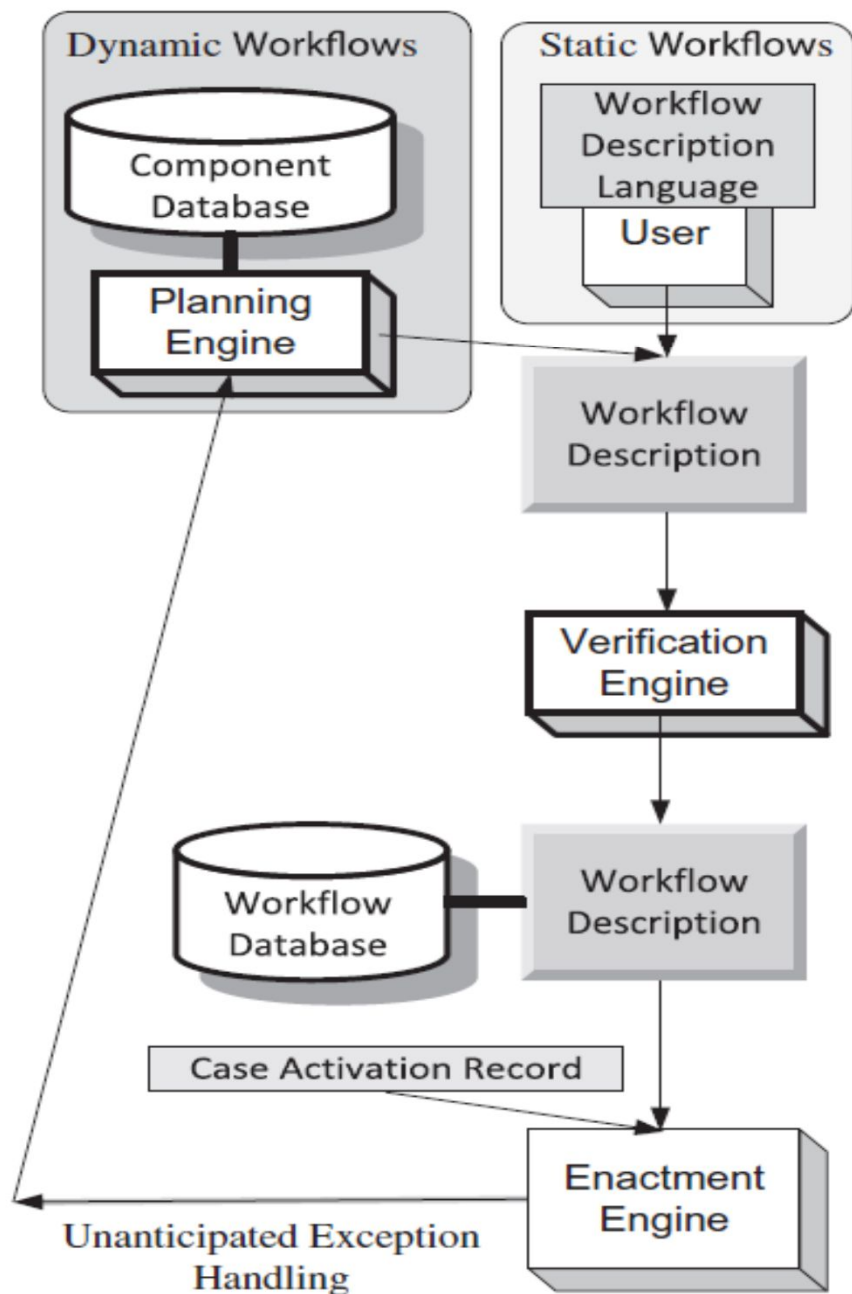 Dynamic Workflows
Component
Database
Planning
Engine
Static Workflows
Workflow
Description
Language
User
Workflow
Description
Verification
Engine
Workflow
Database
Workflow
Description
Case Activation Record
Enactment
Engine
Unanticipated Exception
Handling